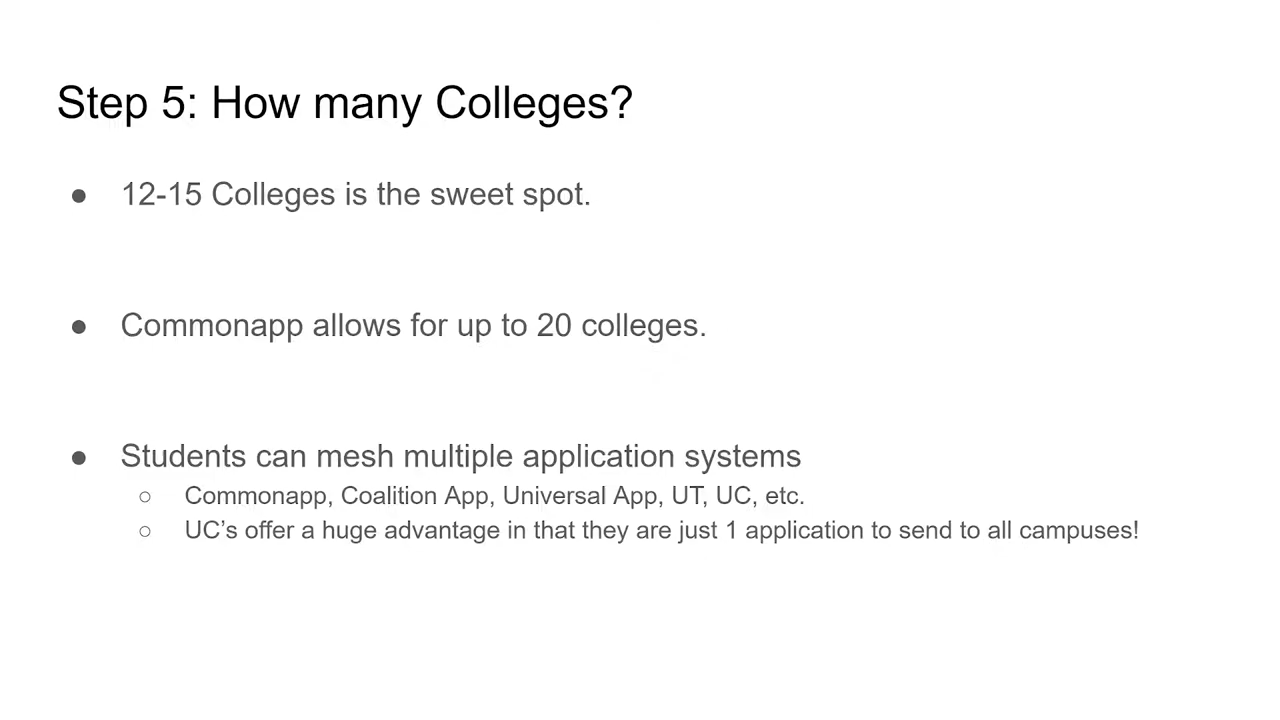 Step 5: How many Colleges?
● 12-15 Colleges is the sweet spot.
● Commonapp allows for up to 20 colleges.
● Students can mesh multiple application systems
○ Commonapp, Coalition App, Universal App, UT, UC, etc.
○ UC’s offer a huge advantage in that they are just 1 application to send to all campuses!